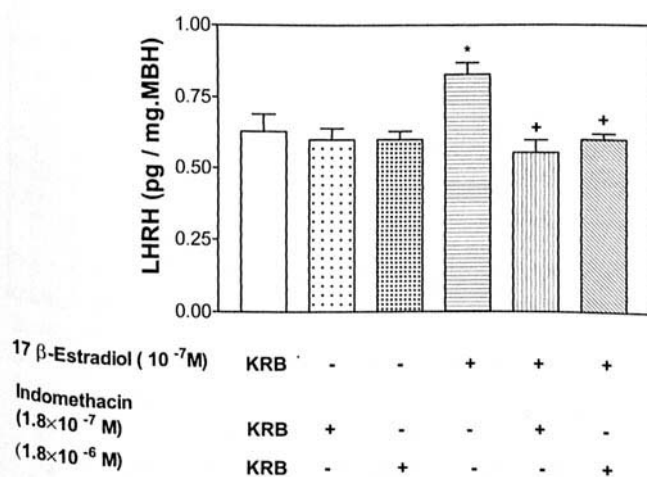 LHRH (pg / mg.MBH)
1.00
0.75
0.50
0.25
0.00
*
+
+
17 β-Estradiol ( 10 -7M) KRB - - + + +
Indomethacin
(1.8×10 -7 M) KRB + - - + -
(1.8×10 -6 M) KRB - + - - +